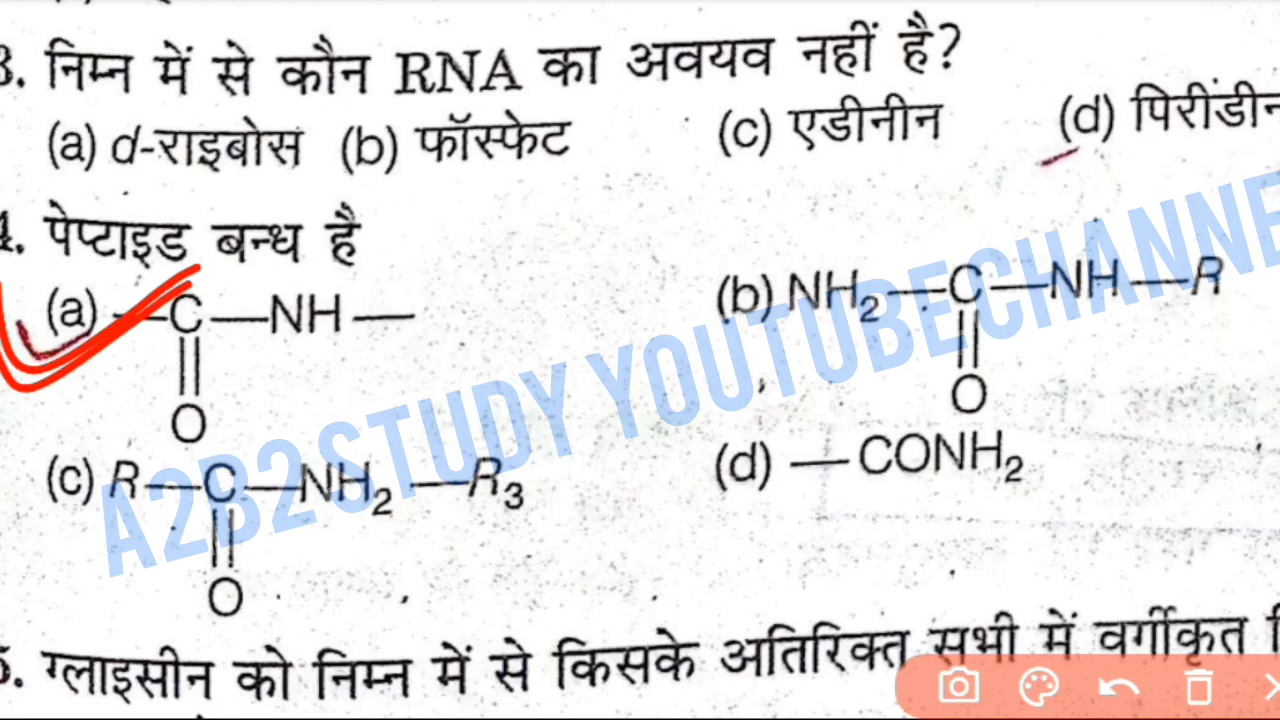 3. निम्न में से कौन RNA का अवयव नहीं है?
(a) d-राइबोस (b) फॉस्फेट (c) एडीनीन (d) पिरींडीन
4. पेप्टाइड बन्ध है
(a) —C—NH—
O
(b) NH₂—C—NH—R
O
(c) R—C—NH₂—R₃
O
(d) —CONH₂
A2B2STUDY YOUTUBECHANNE
5. ग्लाइसीन को निम्न में से किसके अतिरिक्त सभी में वर्गीकृत